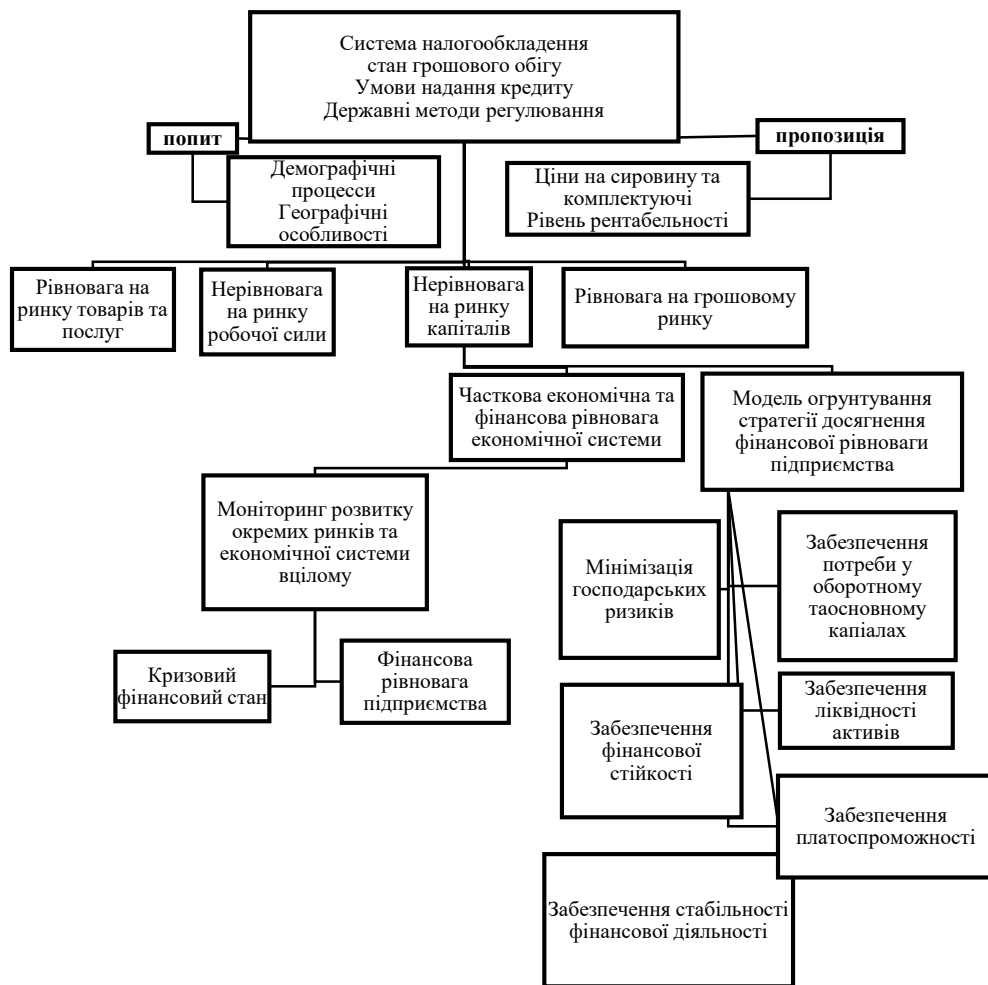 Система налогообкладення
стан грошового обігу
Умови надання кредиту
Державні методи регулювання
попит
пропозиція
Демографічні
процесси
Географічні
особливості
Ціни на сировину та
комплектуючі
Рівень рентабельності
Рівновага на
ринку товарів та
послуг
Нерівновага
на ринку
робочої сили
Нерівновага
на ринку
капіталів
Рівновага на грошовому
ринку
Часткова економічна та
фінансова рівновага
економічної системи
Модель огрунтування
стратегії досягнення
фінансової рівноваги
підприємства
Моніторинг розвитку
окремих ринків та
економічної системи
вцілому
Мінімізація
господарських
ризиків
Забезпечення
потреби у
оборотному
таосновному
капіалах
Кризовий
фінансовий стан
Фінансова
рівновага
підприємства
Забезпечення
фінансової
стійкості
Забезпечення
ліквідності
активів
Забезпечення
платоспроможності
Забезпечення стабільності
фінансової діяльності